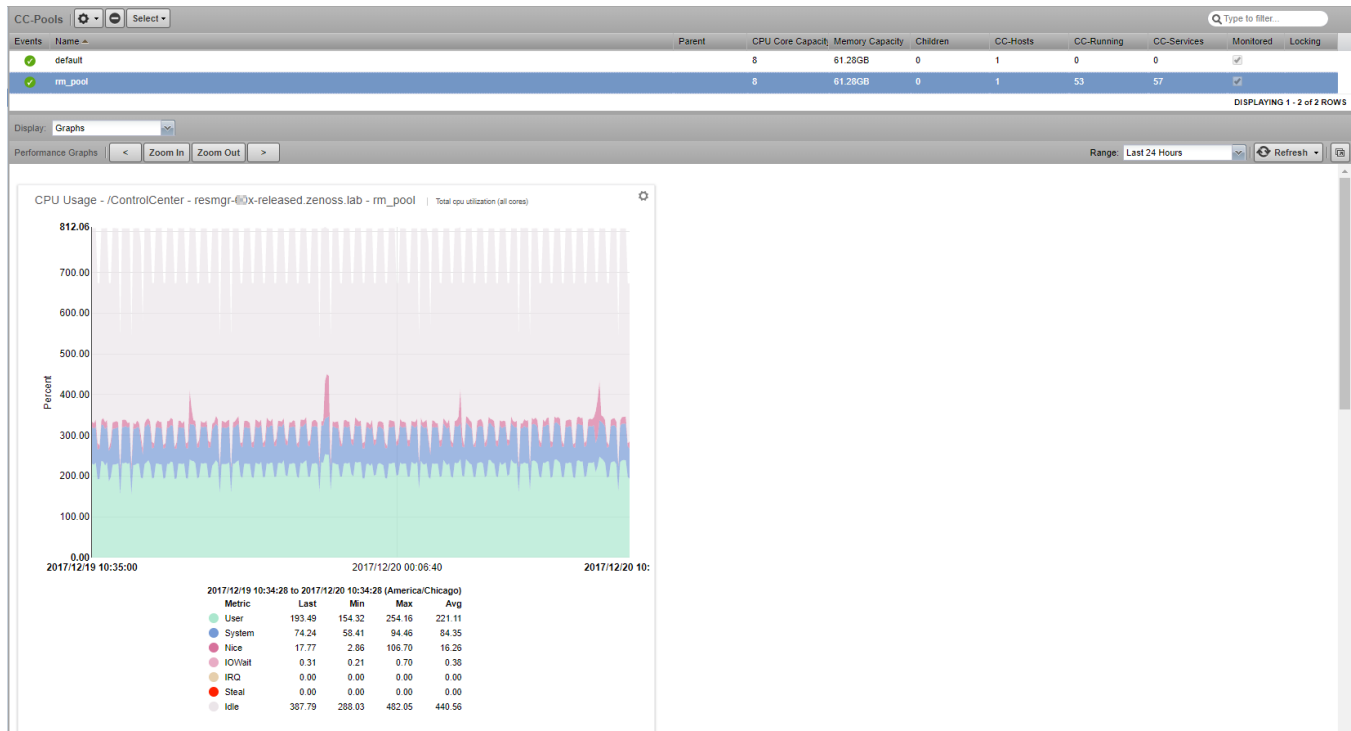 CC-Pools Select
Type to filter...
Events Name Parent CPU Core Capacity Memory Capacity Children CC-Hosts CC-Running CC-Services Monitored Locking
default 8 61.28GB 0 1 0 0
rm_pool 8 61.28GB 0 1 53 57
DISPLAYING 1 - 2 of 2 ROWS
Display: Graphs
Performance Graphs < Zoom In Zoom Out > Range: Last 24 Hours Refresh
CPU Usage - /ControlCenter - x-released.zenoss.lab - rm_pool | Total cpu utilization (all cores)
812.06
700.00
600.00
500.00
400.00
300.00
200.00
100.00
0.00
Percent
2017/12/19 10:35:00 2017/12/20 00:06:40 2017/12/20 10:
2017/12/19 10:34:28 to 2017/12/20 10:34:28 (America/Chicago)
Metric Last Min Max Avg
User 193.49 154.32 254.16 221.11
System 74.24 58.41 94.46 84.35
Nice 17.77 2.86 106.70 16.26
IOWait 0.31 0.21 0.70 0.38
IRQ 0.00 0.00 0.00 0.00
Steal 0.00 0.00 0.00 0.00
Idle 387.79 288.03 482.05 440.56